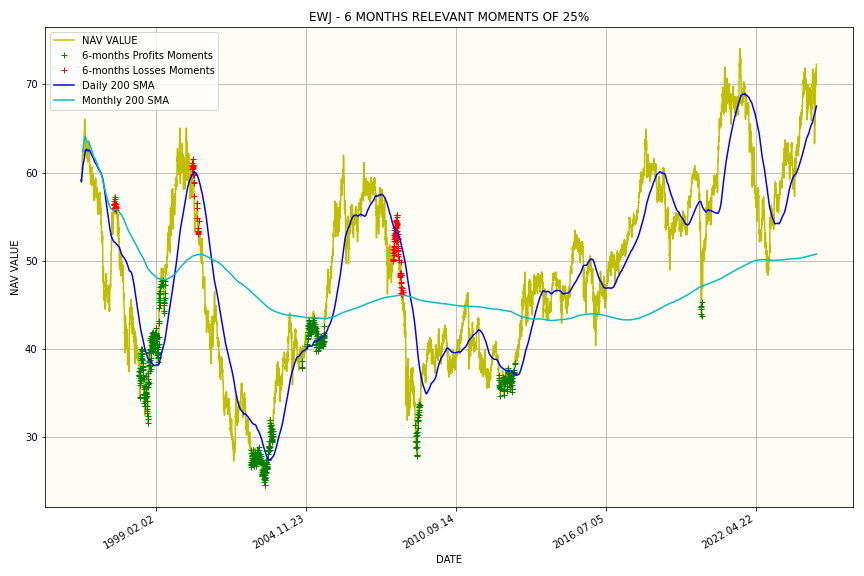 EWJ - 6 MONTHS RELEVANT MOMENTS OF 25%
NAV VALUE
6-months Profits Moments
6-months Losses Moments
Daily 200 SMA
Monthly 200 SMA
70
60
50
40
30
NAV VALUE
1999.02.02
2004.11.23
2010.09.14
2016.07.05
2022.04.22
DATE